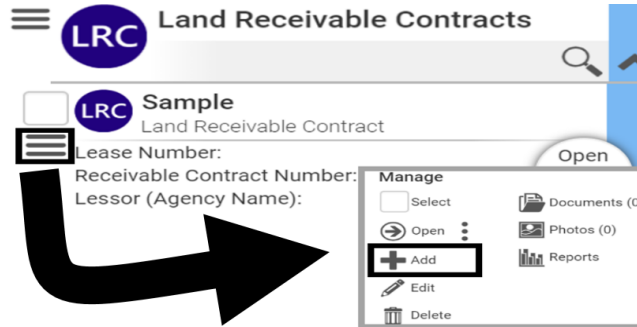 LRC Land Receivable Contracts
LRC Sample
Land Receivable Contract
Lease Number:
Receivable Contract Number:
Lessor (Agency Name):
Open
Manage
Select
Documents (0
Open
Photos (0)
Add
Reports
Edit
Delete